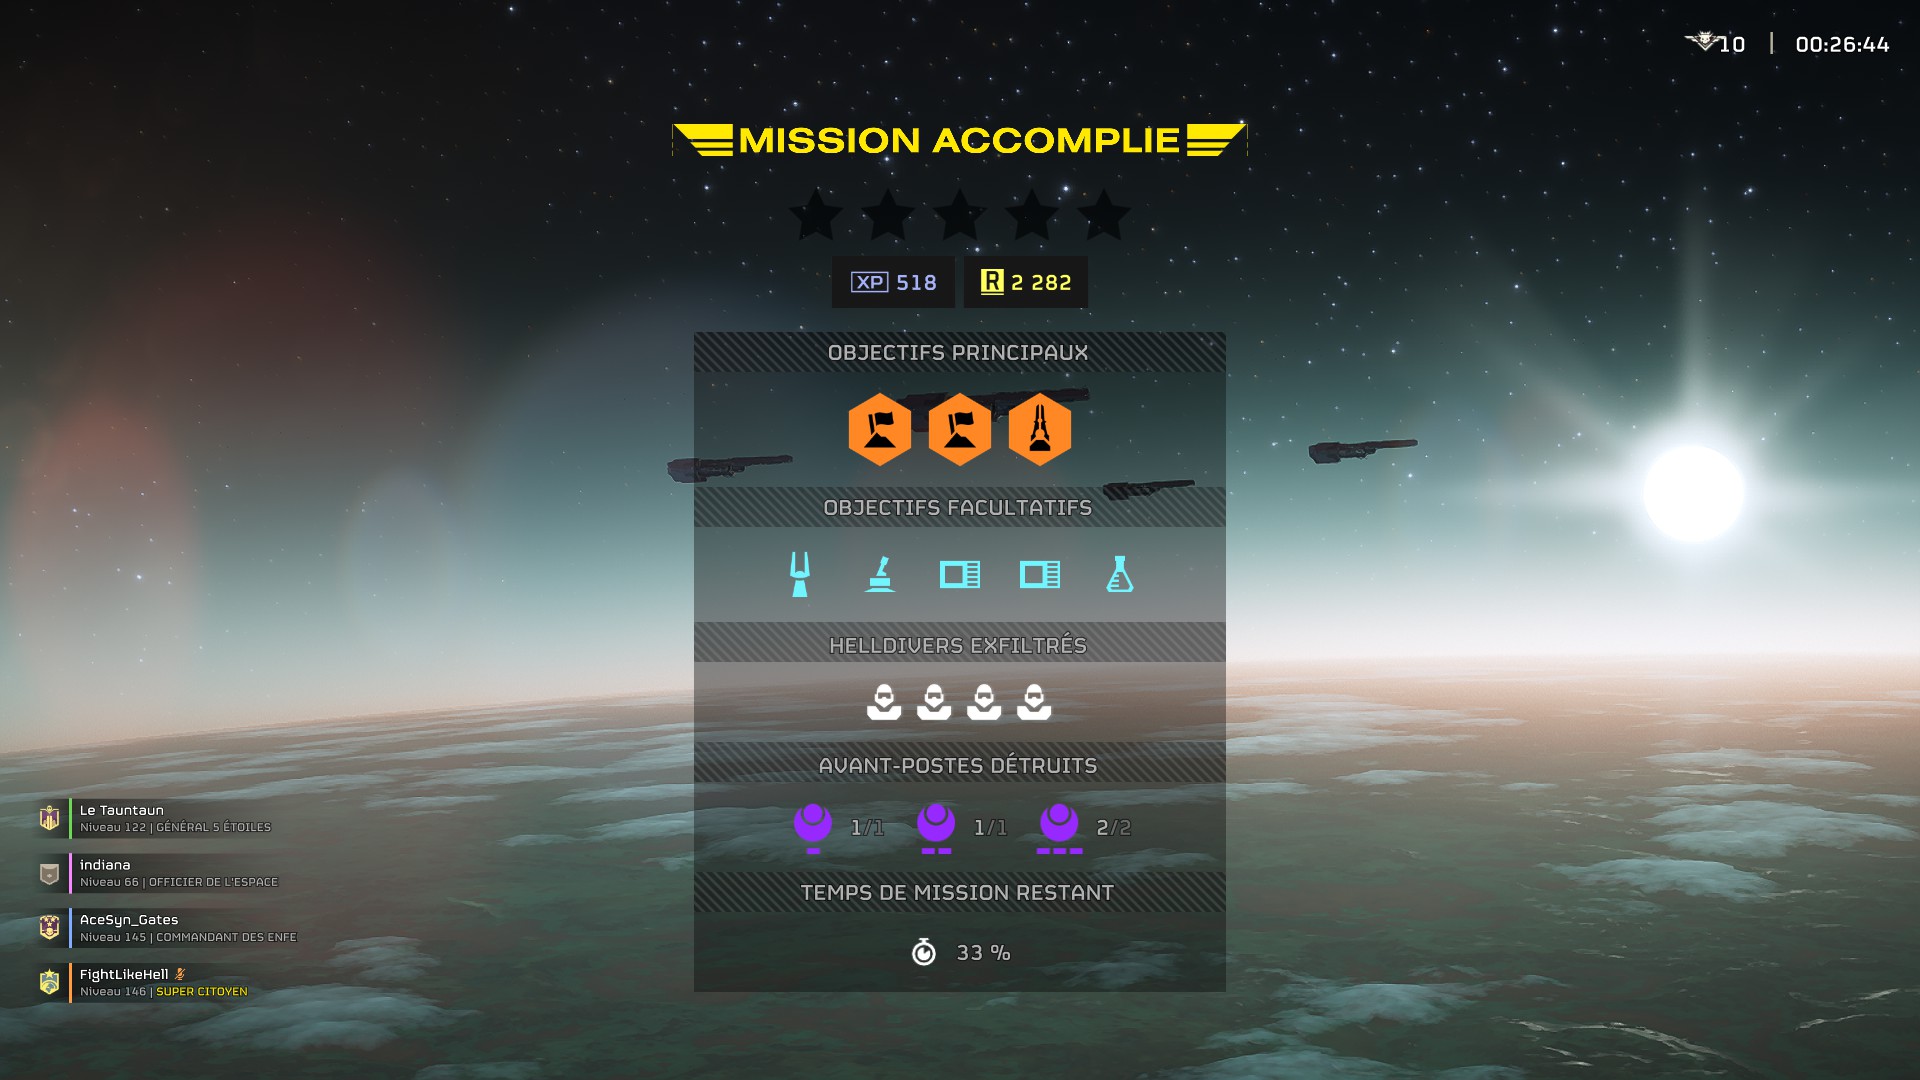 10 | 00:26:44
MISSION ACCOMPLIE
XP 518
R 2 282
OBJECTIFS PRINCIPAUX
OBJECTIFS FACULTATIFS
HELLDIVERS EXFILTRÉS
AVANT-POSTES DÉTRUITS
1/1 1/1 2/2
TEMPS DE MISSION RESTANT
33 %
Le Tauntaun
Niveau 122 | GÉNÉRAL 5 ÉTOILES
indiana
Niveau 66 | OFFICIER DE L'ESPACE
AceSyn_Gates
Niveau 145 | COMMANDANT DES ENFE
FightLikeHell
Niveau 146 | SUPER CITOYEN